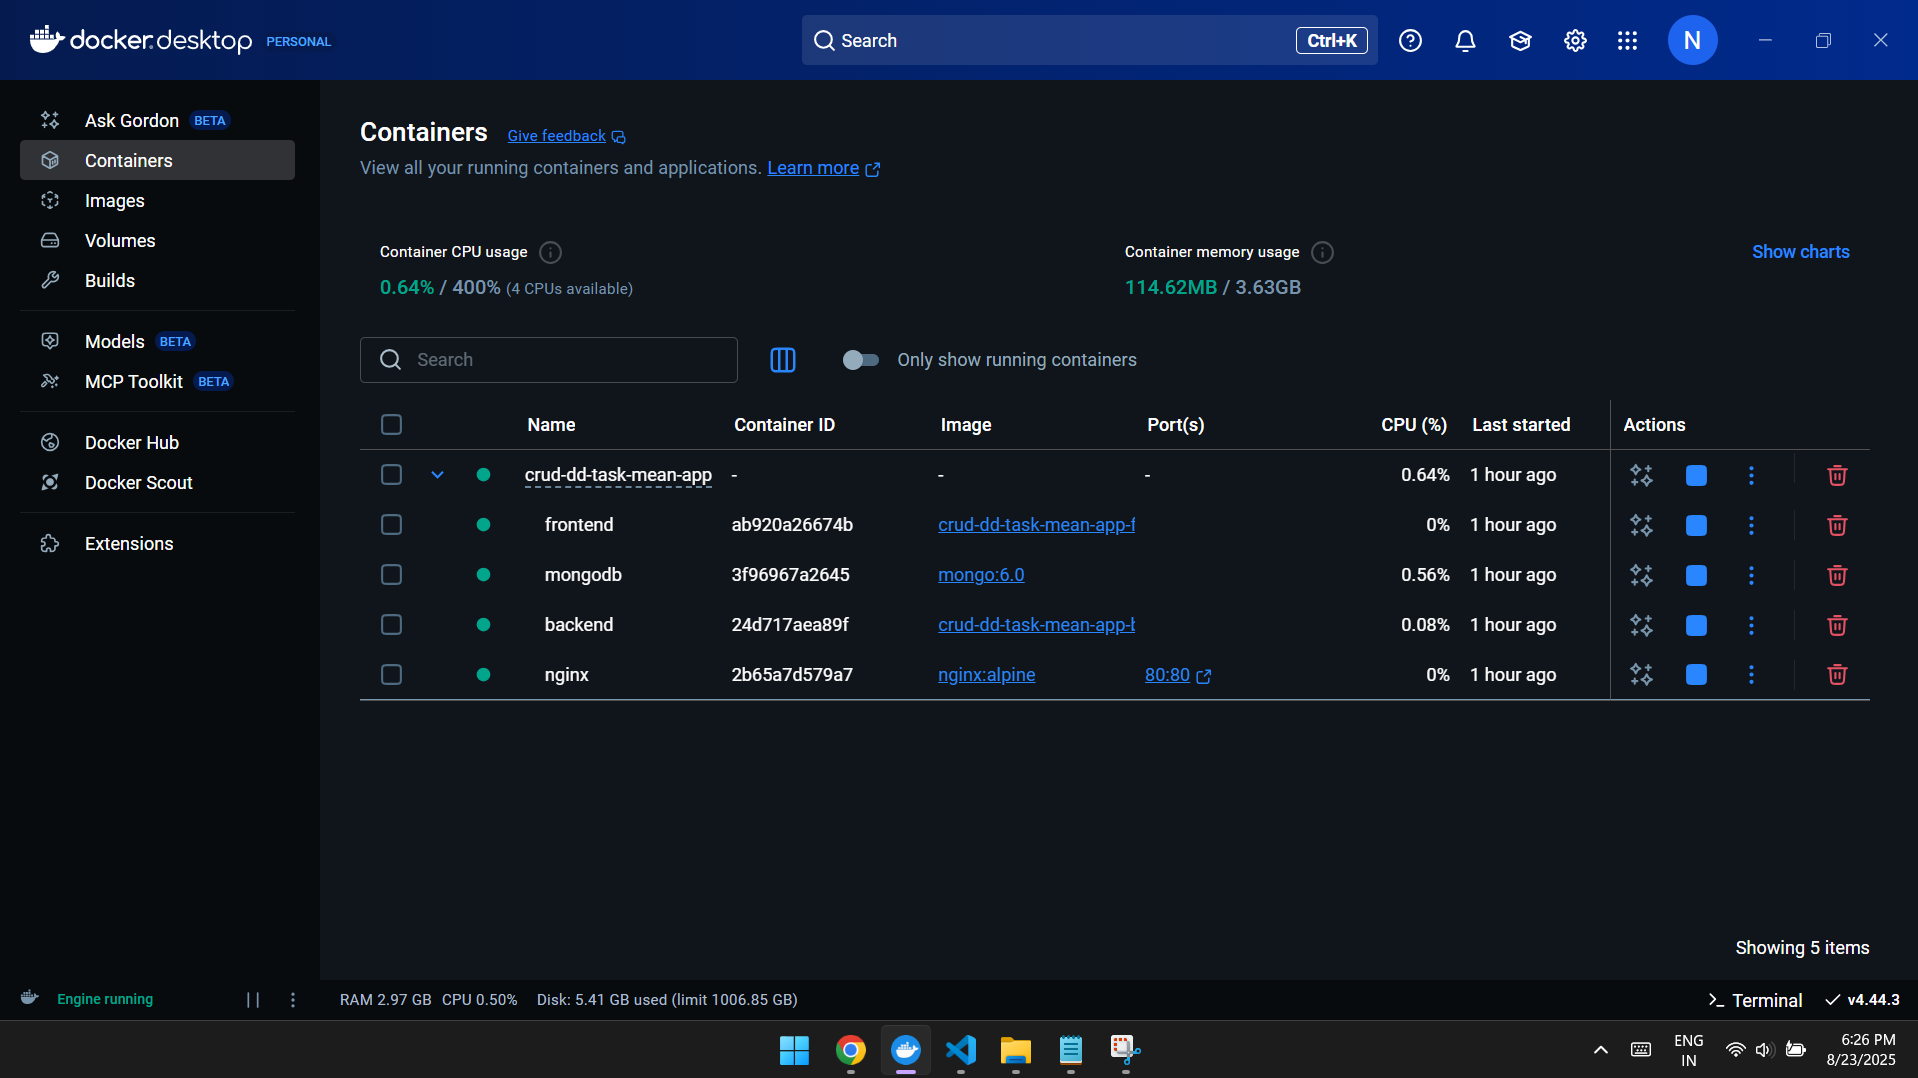 docker.desktop PERSONAL
Search Ctrl+K
N
Ask Gordon BETA
Containers
Images
Volumes
Builds
Models BETA
MCP Toolkit BETA
Docker Hub
Docker Scout
Extensions
Containers Give feedback
View all your running containers and applications. Learn more
Container CPU usage
0.64% / 400% (4 CPUs available)
Container memory usage
114.62MB / 3.63GB
Show charts
Search
Only show running containers
Name Container ID Image Port(s) CPU (%) Last started Actions
crud-dd-task-mean-app - - - 0.64% 1 hour ago
frontend ab920a26674b crud-dd-task-mean-app-f 0% 1 hour ago
mongodb 3f96967a2645 mongo:6.0 0.56% 1 hour ago
backend 24d717aea89f crud-dd-task-mean-app-b 0.08% 1 hour ago
nginx 2b65a7d579a7 nginx:alpine 80:80 0% 1 hour ago
Showing 5 items
Engine running
RAM 2.97 GB CPU 0.50% Disk: 5.41 GB used (limit 1006.85 GB)
Terminal
v4.44.3
ENG
IN
6:26 PM
8/23/2025